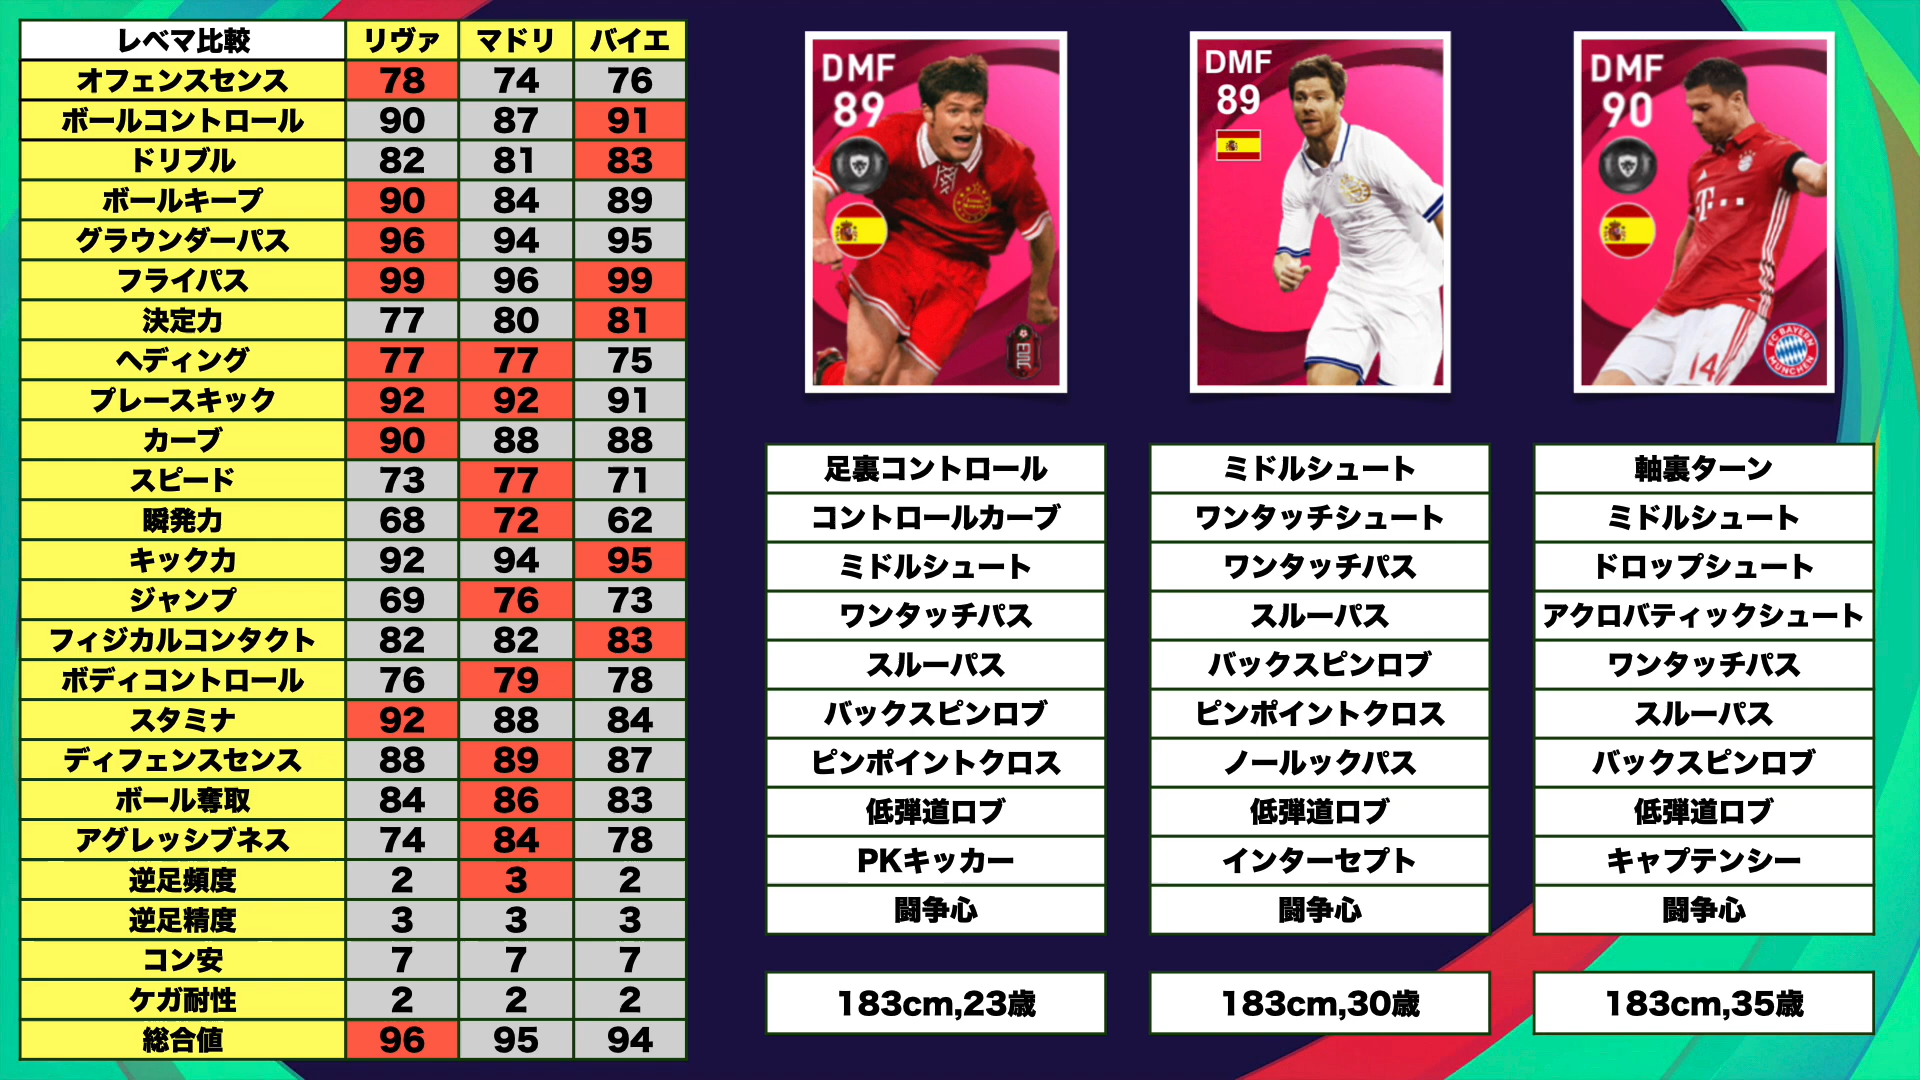 レベマ比較 リヴァ マドリ バイエ
オフェンスセンス 78 74 76
ボールコントロール 90 87 91
ドリブル 82 81 83
ボールキープ 90 84 89
グラウンダーパス 96 94 95
フライパス 99 96 99
決定力 77 80 81
ヘディング 77 77 75
プレースキック 92 92 91
カーブ 90 88 88
スピード 73 77 71
瞬発力 68 72 62
キック力 92 94 95
ジャンプ 69 76 73
フィジカルコンタクト 82 82 83
ボディコントロール 76 79 78
スタミナ 92 88 84
ディフェンスセンス 88 89 87
ボール奪取 84 86 83
アグレッシブネス 74 84 78
逆足頻度 2 3 2
逆足精度 3 3 3
コン安 7 7 7
ケガ耐性 2 2 2
総合値 96 95 94
DMF
89
DMF
89
DMF
90
T
14
FC BAYERN
MÜNCHEN
足裏コントロール
コントロールカーブ
ミドルシュート
ワンタッチパス
スルーパス
バックスピンロブ
ピンポイントクロス
低弾道ロブ
PKキッカー
闘争心
183cm,23歳
ミドルシュート
ワンタッチシュート
ワンタッチパス
スルーパス
バックスピンロブ
ピンポイントクロス
ノールックパス
低弾道ロブ
インターセプト
闘争心
183cm,30歳
軸裏ターン
ミドルシュート
ドロップシュート
アクロバティックシュート
ワンタッチパス
スルーパス
バックスピンロブ
低弾道ロブ
キャプテンシー
闘争心
183cm,35歳